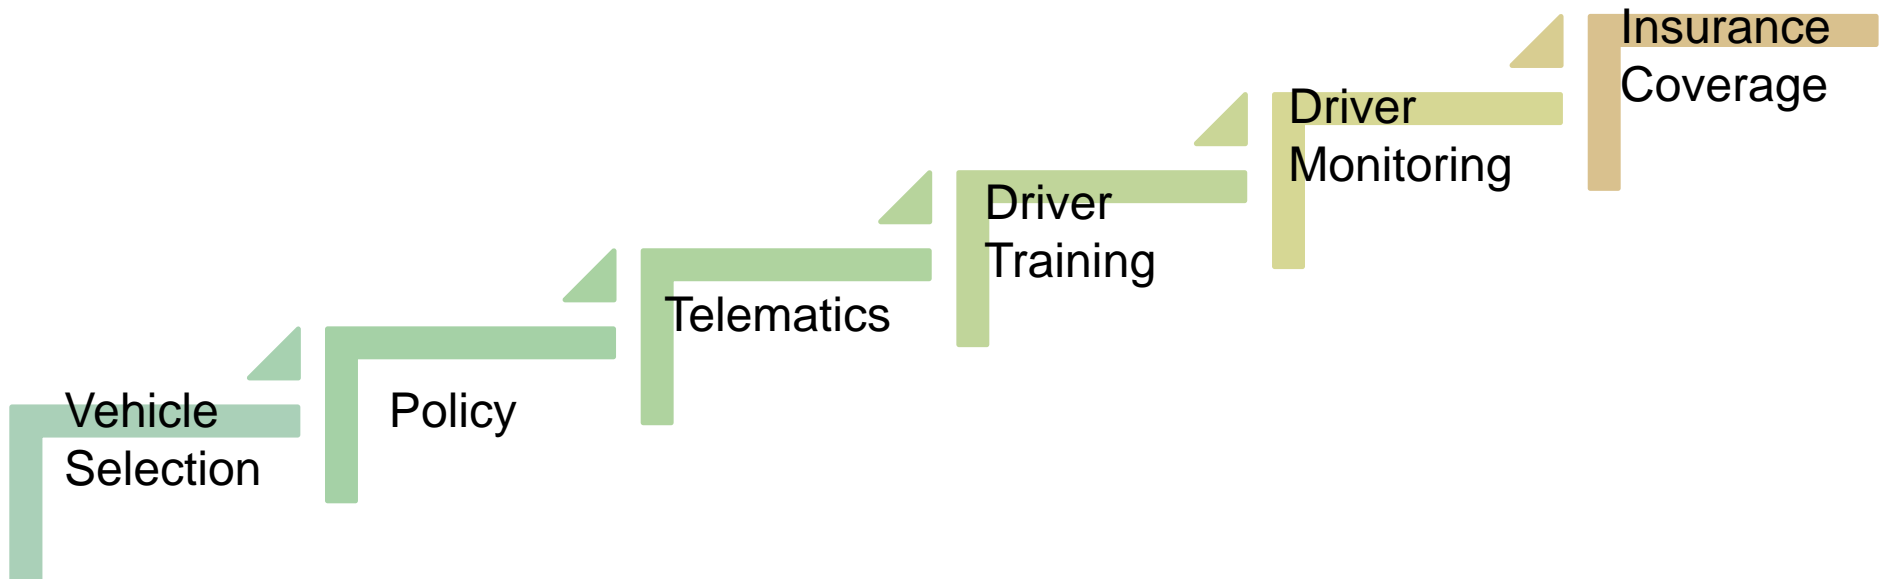 Vehicle
Selection
Policy
Telematics
Driver
Training
Driver
Monitoring
Insurance
Coverage